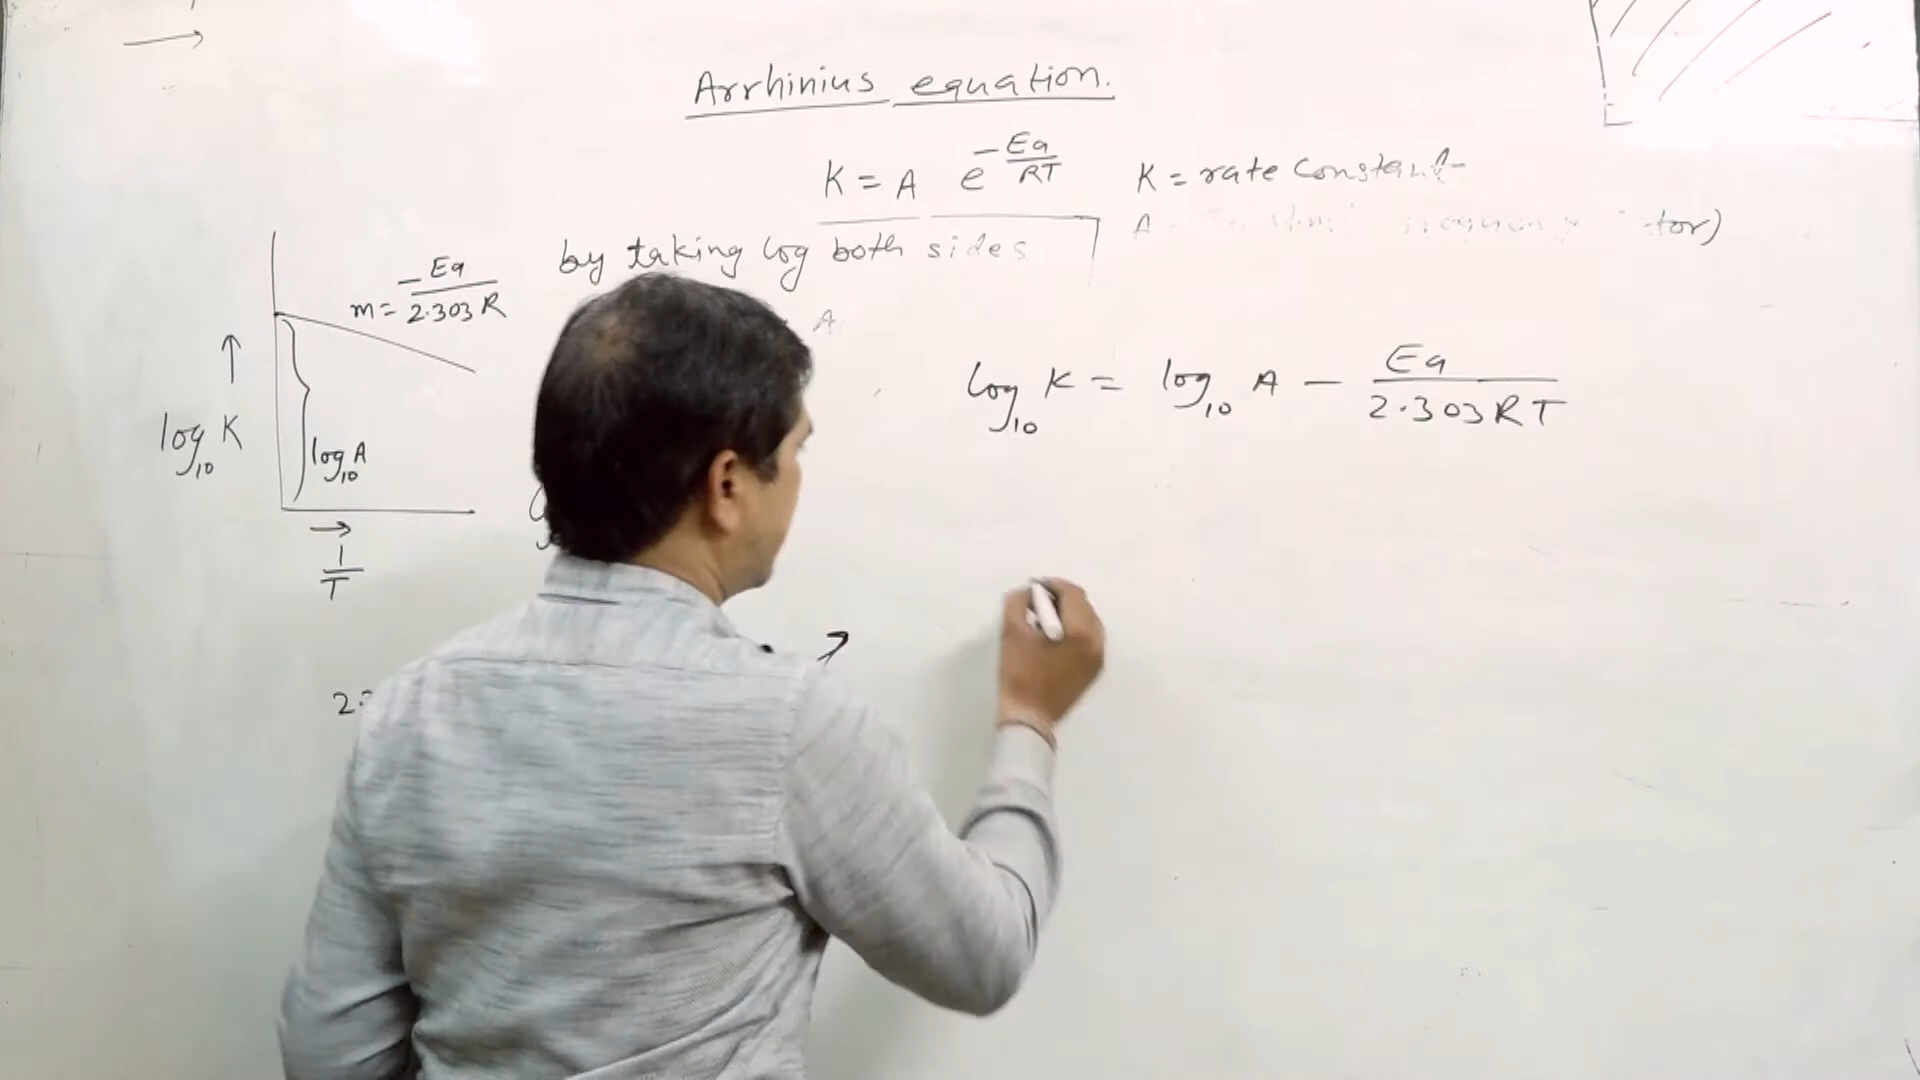 Arrhinius equation.
K = A e^-Ea/RT
K = rate constant
A tor)
by taking log both sides
m = -Ea/2.303 R
A
log10 K = log10 A - Ea/2.303 RT
log10 K
log10 A
1/T
2.